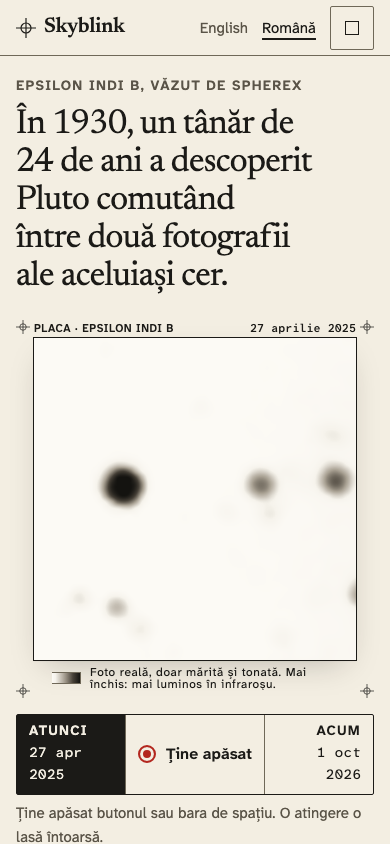 Skyblink
English Română
EPSILON INDI B, VĂZUT DE SPHEREX
În 1930, un tânăr de
24 de ani a descoperit
Pluto comutând
între două fotografii
ale aceluiași cer.
PLACA · EPSILON INDI B 27 aprilie 2025
Foto reală, doar mărită și tonată. Mai
închis: mai luminos în infraroșu.
ATUNCI
27 apr
2025
Ține apăsat
ACUM
1 oct
2026
Ține apăsat butonul sau bara de spațiu. O atingere o
lasă întoarsă.